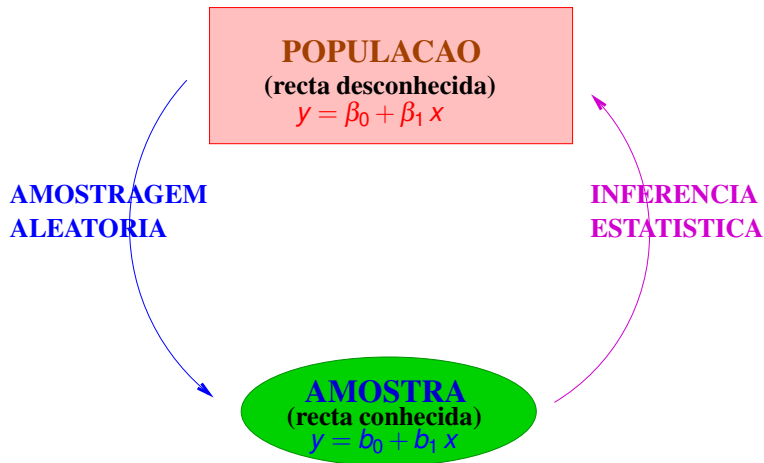 POPULACAO
(recta desconhecida)
y = β₀ + β₁ x
AMOSTRAGEM
ALEATORIA
INFERENCIA
ESTATISTICA
AMOSTRA
(recta conhecida)
y = b₀ + b₁ x